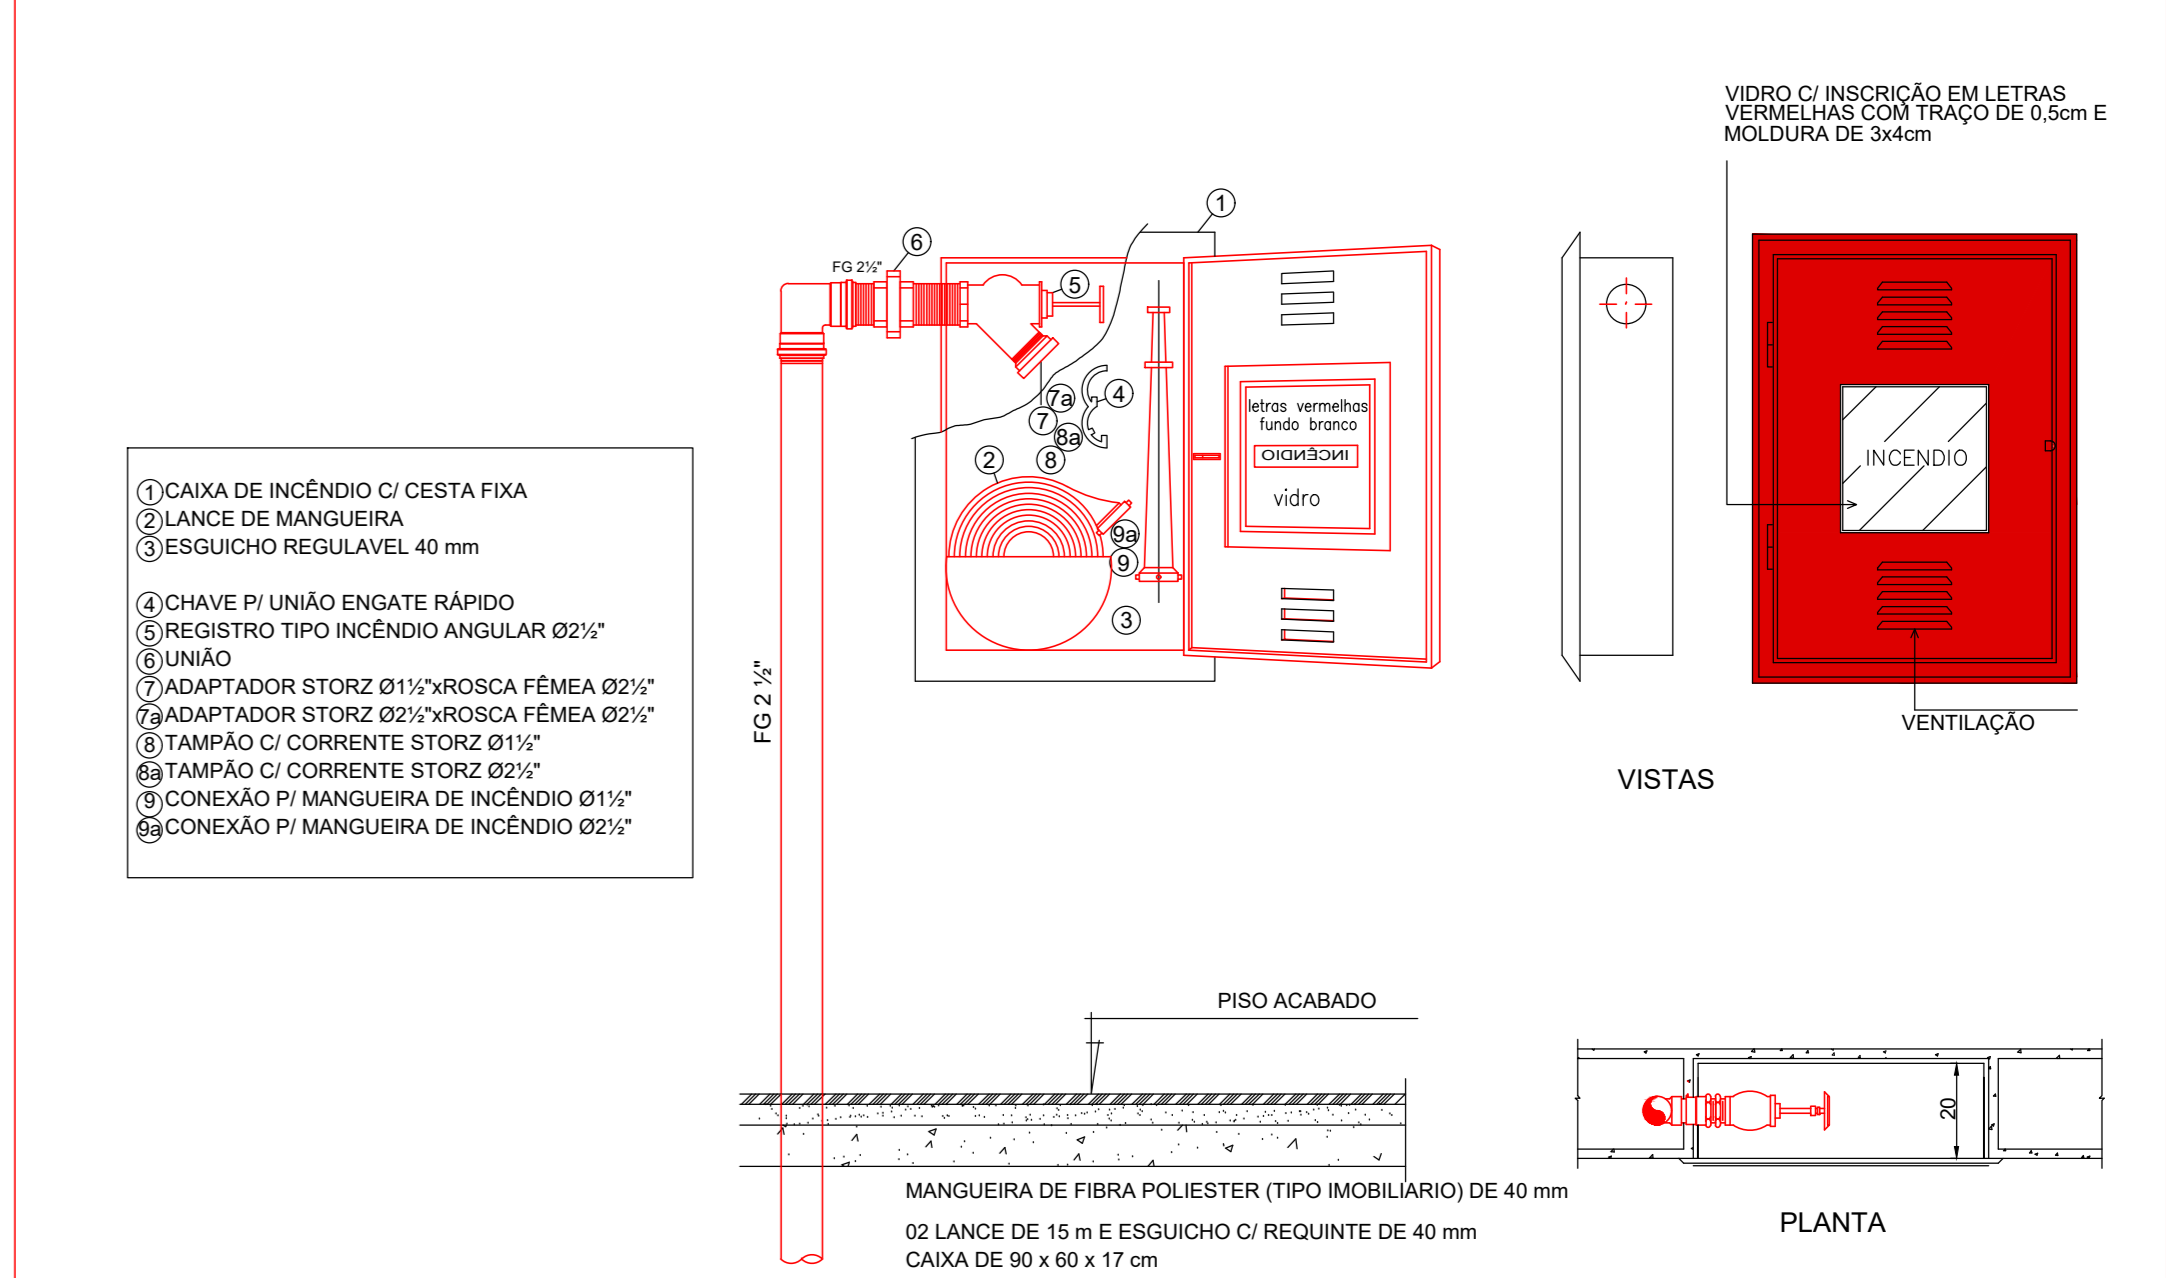 VIDRO C/ INSCRIÇÃO EM LETRAS
VERMELHAS COM TRAÇO DE 0,5cm E
MOLDURA DE 3x4cm
1
6
FG 2½"
5
7a
4
7
8a
2
8
9a
9
3
letras vermelhas
fundo branco
INCÊNDIO
vidro
INCENDIO
VENTILAÇÃO
VISTAS
1 CAIXA DE INCÊNDIO C/ CESTA FIXA
2 LANCE DE MANGUEIRA
3 ESGUICHO REGULAVEL 40 mm
4 CHAVE P/ UNIÃO ENGATE RÁPIDO
5 REGISTRO TIPO INCÊNDIO ANGULAR Ø2½"
6 UNIÃO
7 ADAPTADOR STORZ Ø1½"xROSCA FÊMEA Ø2½"
7a ADAPTADOR STORZ Ø2½"xROSCA FÊMEA Ø2½"
8 TAMPÃO C/ CORRENTE STORZ Ø1½"
8a TAMPÃO C/ CORRENTE STORZ Ø2½"
9 CONEXÃO P/ MANGUEIRA DE INCÊNDIO Ø1½"
9a CONEXÃO P/ MANGUEIRA DE INCÊNDIO Ø2½"
FG 2 ½"
PISO ACABADO
20
PLANTA
MANGUEIRA DE FIBRA POLIESTER (TIPO IMOBILIARIO) DE 40 mm
02 LANCE DE 15 m E ESGUICHO C/ REQUINTE DE 40 mm
CAIXA DE 90 x 60 x 17 cm